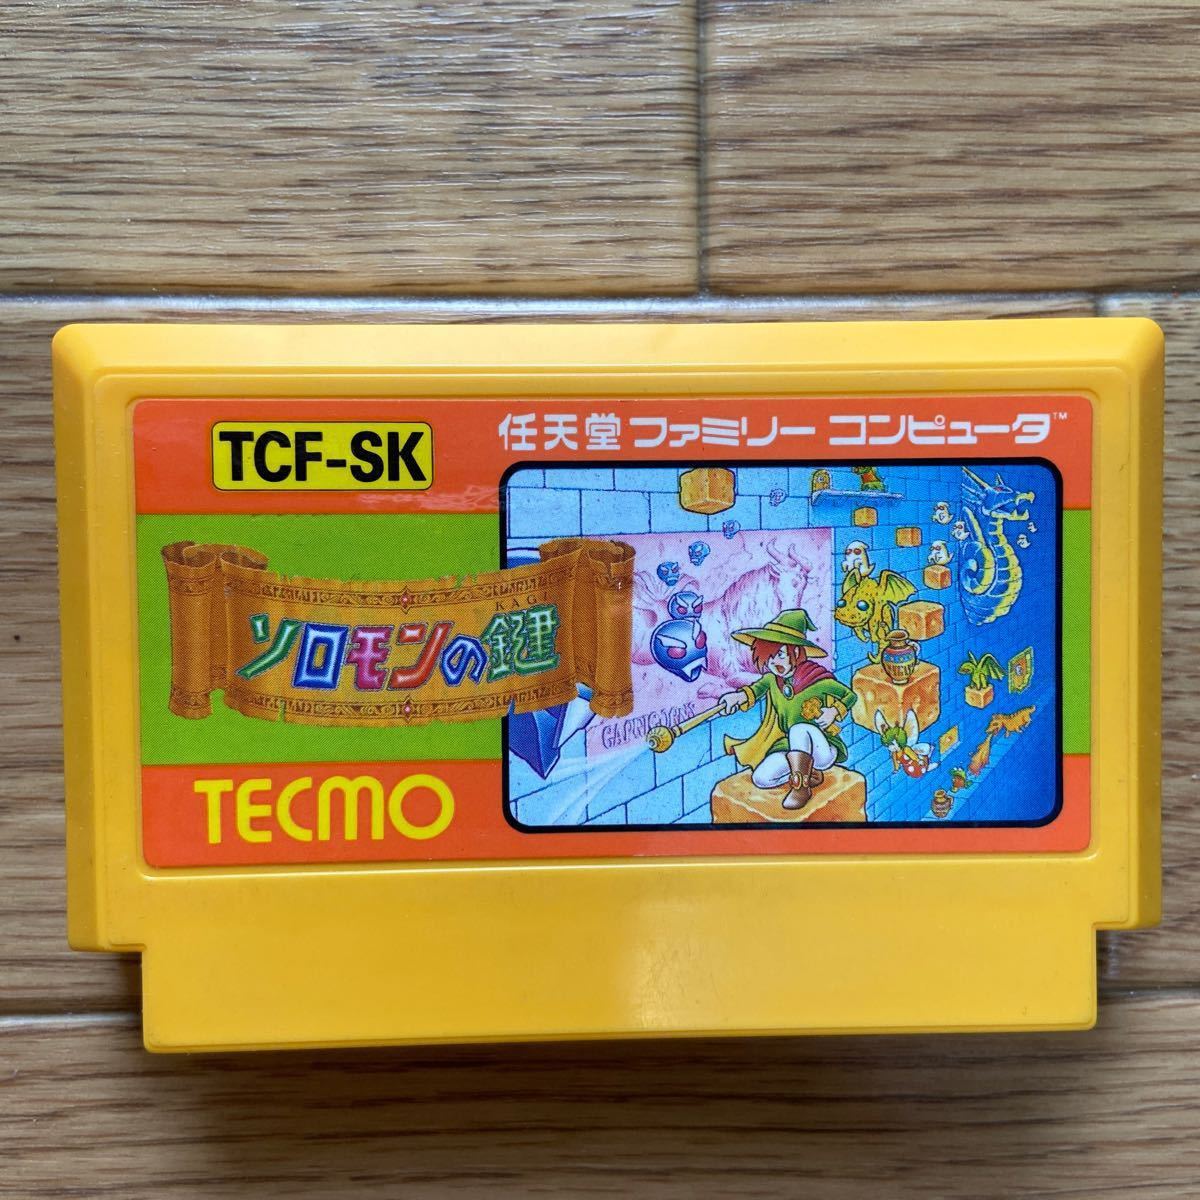 TCF-SK
任天堂 ファミリー コンピュータ™
KAGI
ソロモンの鍵
CAPRICORNX
TECMO